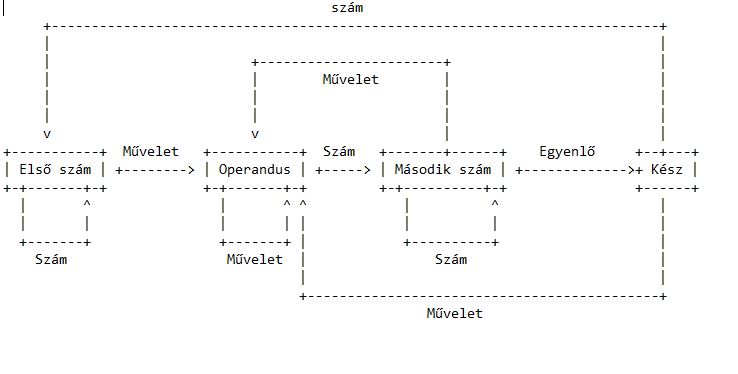 szám
Művelet
Művelet Szám Egyenlő
Első szám Operandus Második szám Kész
Szám Művelet Szám
Művelet